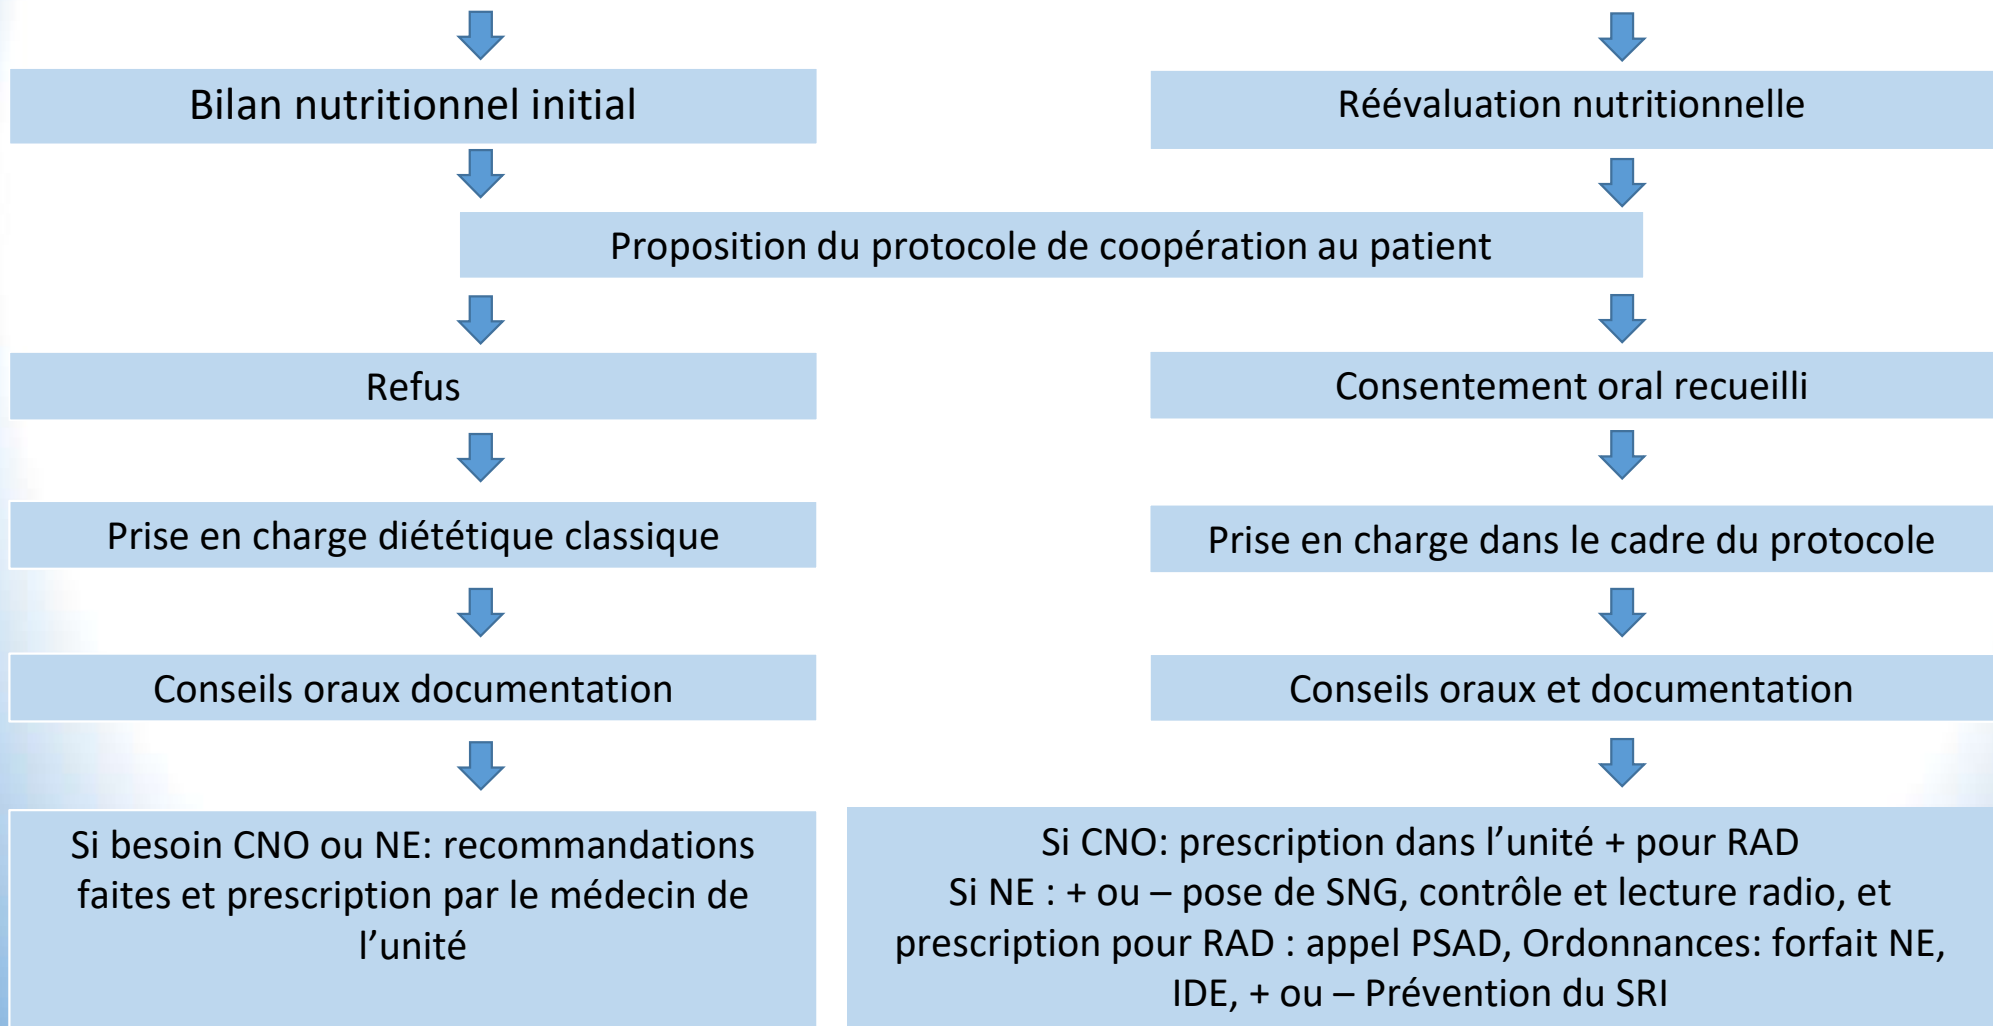 Bilan nutritionnel initial
Réévaluation nutritionnelle
Proposition du protocole de coopération au patient
Refus
Consentement oral recueilli
Prise en charge diététique classique
Prise en charge dans le cadre du protocole
Conseils oraux documentation
Conseils oraux et documentation
Si besoin CNO ou NE: recommandations
faites et prescription par le médecin de
l’unité
Si CNO: prescription dans l’unité + pour RAD
Si NE : + ou – pose de SNG, contrôle et lecture radio, et
prescription pour RAD : appel PSAD, Ordonnances: forfait NE,
IDE, + ou – Prévention du SRI